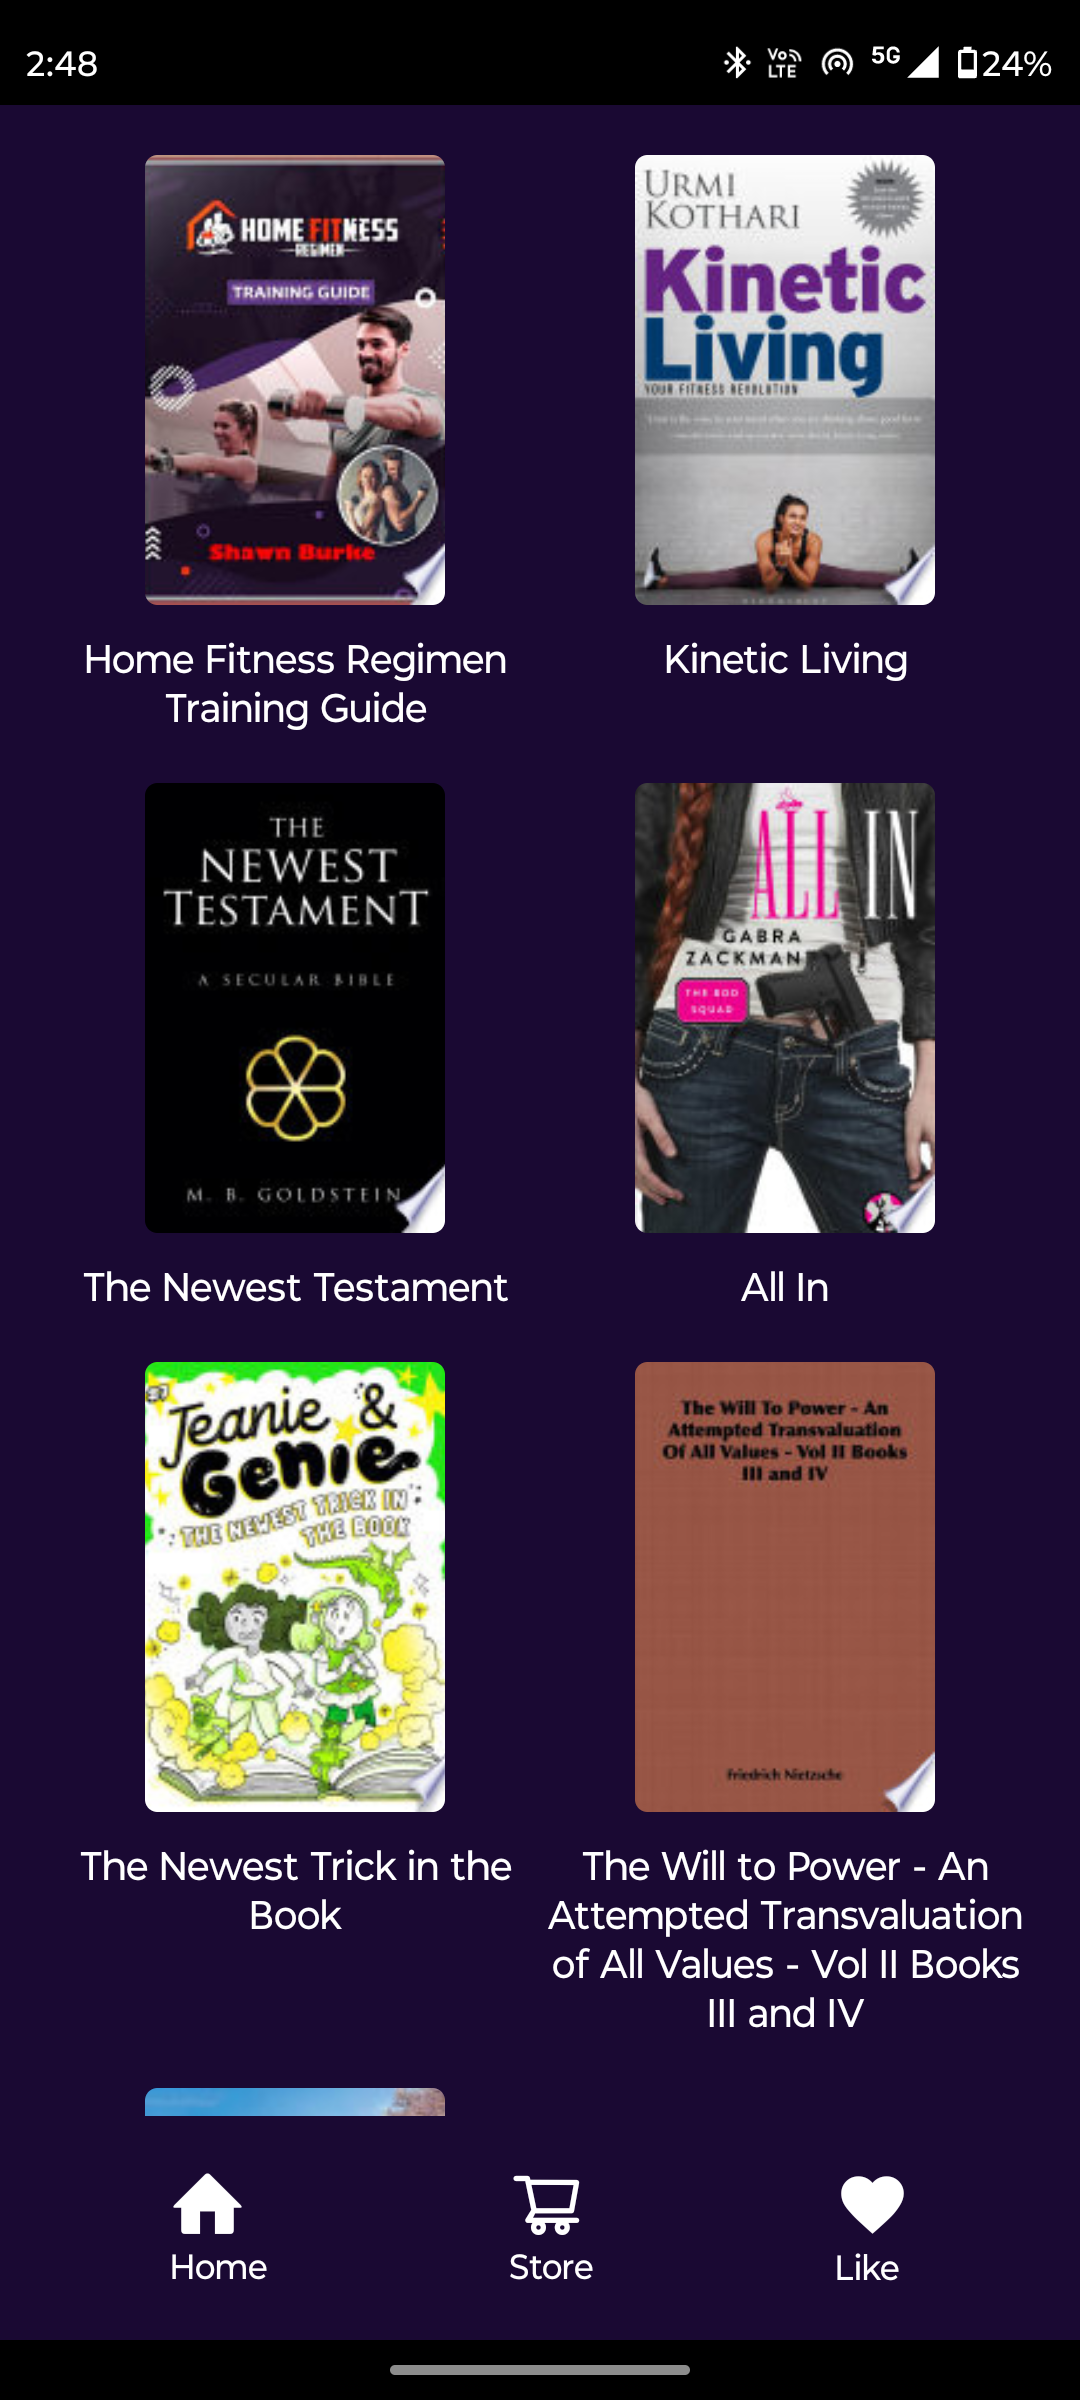 2:48
Vo
LTE
5G
24%
HOME FITNESS
REGIMEN
TRAINING GUIDE
Shawn Burke
Home Fitness Regimen
Training Guide
URMI
KOTHARI
Kinetic
Living
YOUR FITNESS REVOLUTION
Kinetic Living
THE
NEWEST
TESTAMENT
A SECULAR BIBLE
M. B. GOLDSTEIN
The Newest Testament
ALL IN
GABRA
ZACKMAN
THE BOD
SQUAD
All In
#7
Jeanie &
Genie
THE NEWEST TRICK IN
THE BOOK
The Newest Trick in the
Book
The Will To Power - An
Attempted Transvaluation
Of All Values - Vol II Books
III and IV
Friedrich Nietzsche
The Will to Power - An
Attempted Transvaluation
of All Values - Vol II Books
III and IV
Home
Store
Like